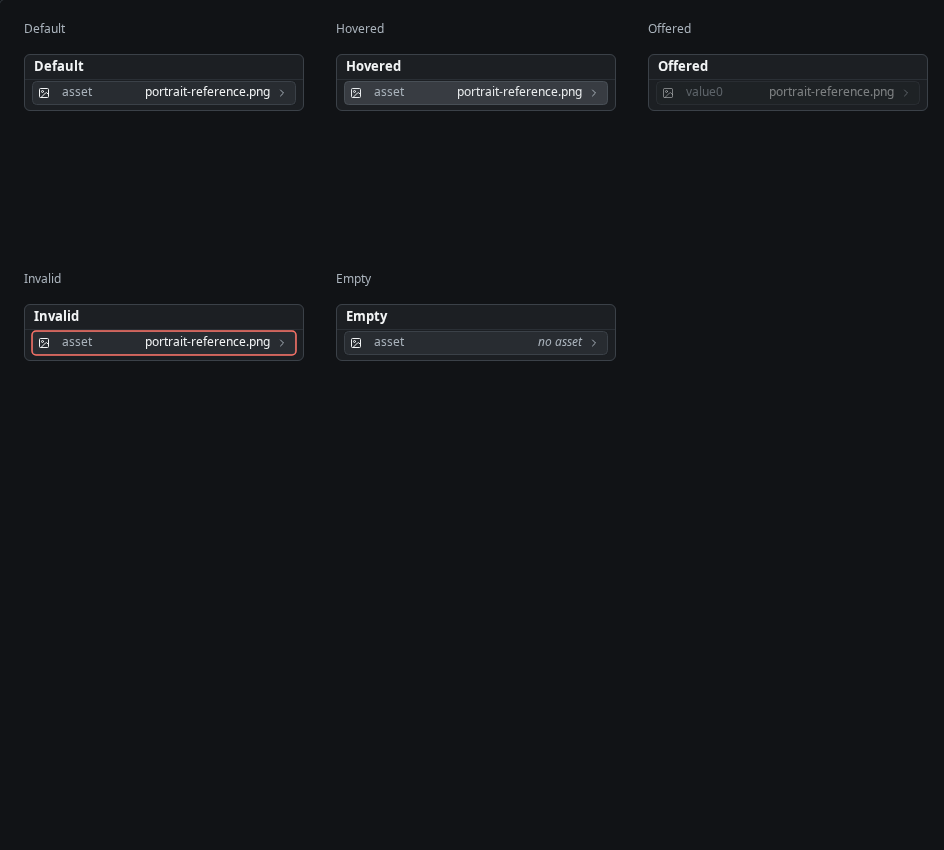 Default
Hovered
Offered
Default
Hovered
Offered
asset portrait-reference.png
asset portrait-reference.png
value0 portrait-reference.png
Invalid
Empty
Invalid
Empty
asset portrait-reference.png
asset no asset